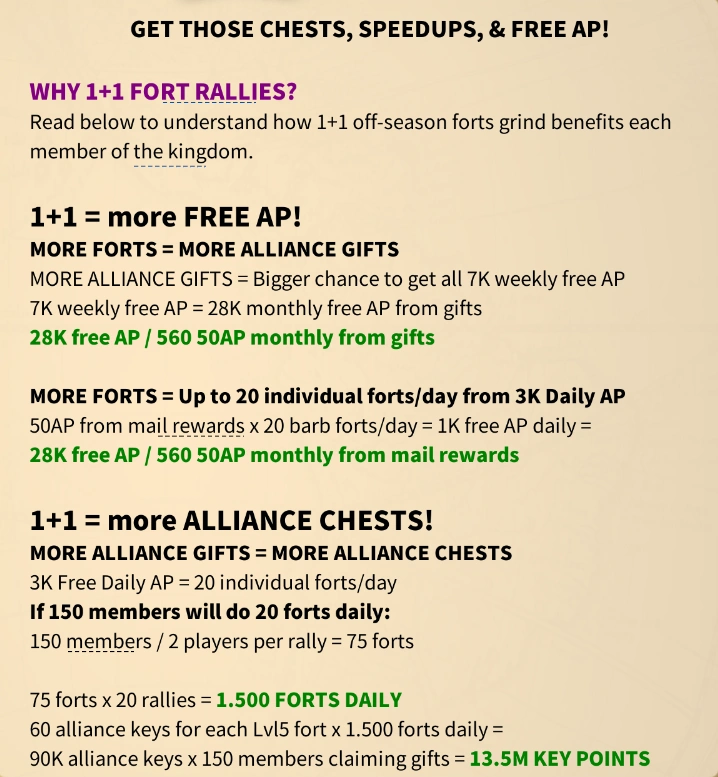 GET THOSE CHESTS, SPEEDUPS, & FREE AP!
WHY 1+1 FORT RALLIES?
Read below to understand how 1+1 off-season forts grind benefits each
member of the kingdom.
1+1 = more FREE AP!
MORE FORTS = MORE ALLIANCE GIFTS
MORE ALLIANCE GIFTS = Bigger chance to get all 7K weekly free AP
7K weekly free AP = 28K monthly free AP from gifts
28K free AP / 560 50AP monthly from gifts
MORE FORTS = Up to 20 individual forts/day from 3K Daily AP
50AP from mail rewards x 20 barb forts/day = 1K free AP daily =
28K free AP / 560 50AP monthly from mail rewards
1+1 = more ALLIANCE CHESTS!
MORE ALLIANCE GIFTS = MORE ALLIANCE CHESTS
3K Free Daily AP = 20 individual forts/day
If 150 members will do 20 forts daily:
150 members / 2 players per rally = 75 forts
75 forts x 20 rallies = 1.500 FORTS DAILY
60 alliance keys for each Lvl5 fort x 1.500 forts daily =
90K alliance keys x 150 members claiming gifts = 13.5M KEY POINTS